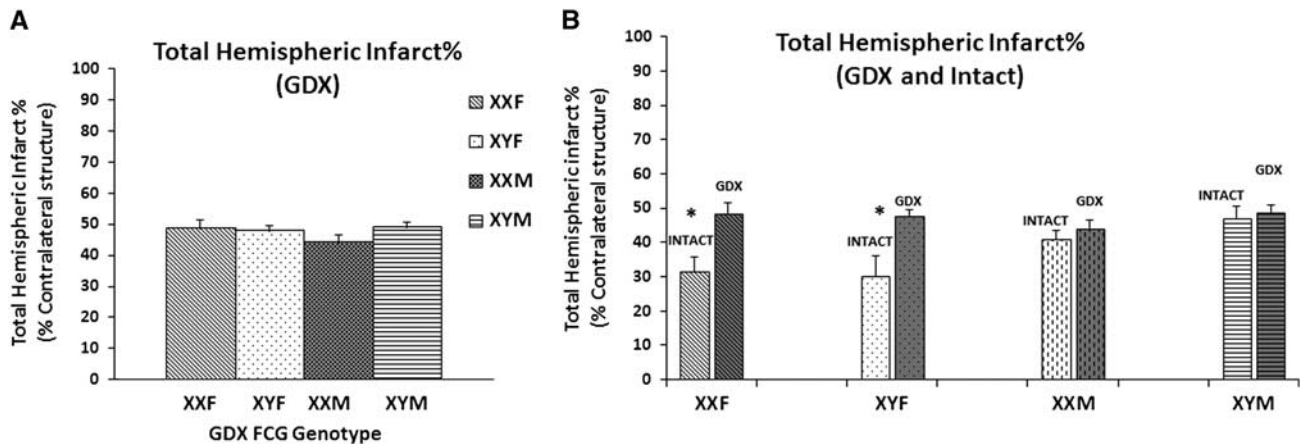 A
Total Hemispheric Infarct%
(GDX)
Total Hemispheric Infarct %
(% Contralateral structure)
100
90
80
70
60
50
40
30
20
10
0
XXF
XYF
XXM
XYM
XXF XYF XXM XYM
GDX FCG Genotype
B
Total Hemispheric Infarct%
(GDX and Intact)
Total Hemispheric infarct %
(% Contralateral structure)
100
90
80
70
60
50
40
30
20
10
0
* INTACT GDX
* INTACT GDX
INTACT GDX
INTACT GDX
XXF XYF XXM XYM